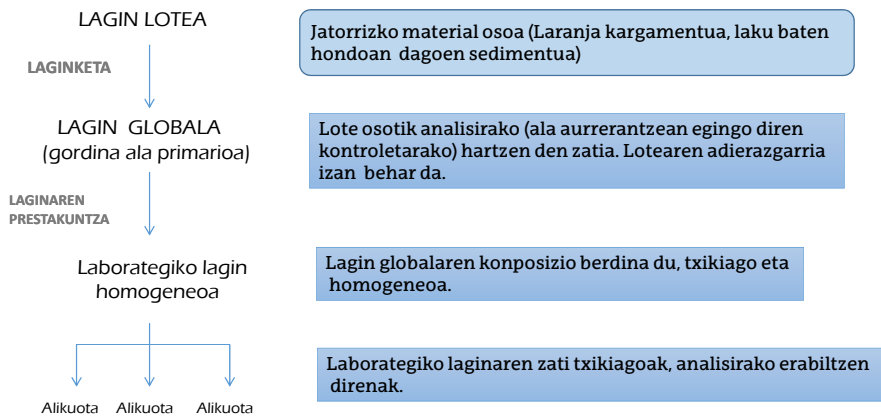 LAGIN LOTEA
Jatorrizko material osoa (Laranja kargamentua, laku baten
hondoan dagoen sedimentua)
LAGINKETA
LAGIN GLOBALA
(gordina ala primarioa)
Lote osotik analisirako (ala aurrerantzean egingo diren
kontroletarako) hartzen den zatia. Lotearen adierazgarria
izan behar da.
LAGINAREN
PRESTAKUNTZA
Laborategiko lagin
homogeneoa
Lagin globalaren konposizio berdina du, txikiago eta
homogeneoa.
Laborategiko laginaren zati txikiagoak, analisirako erabiltzen
direnak.
Alikuota Alikuota Alikuota